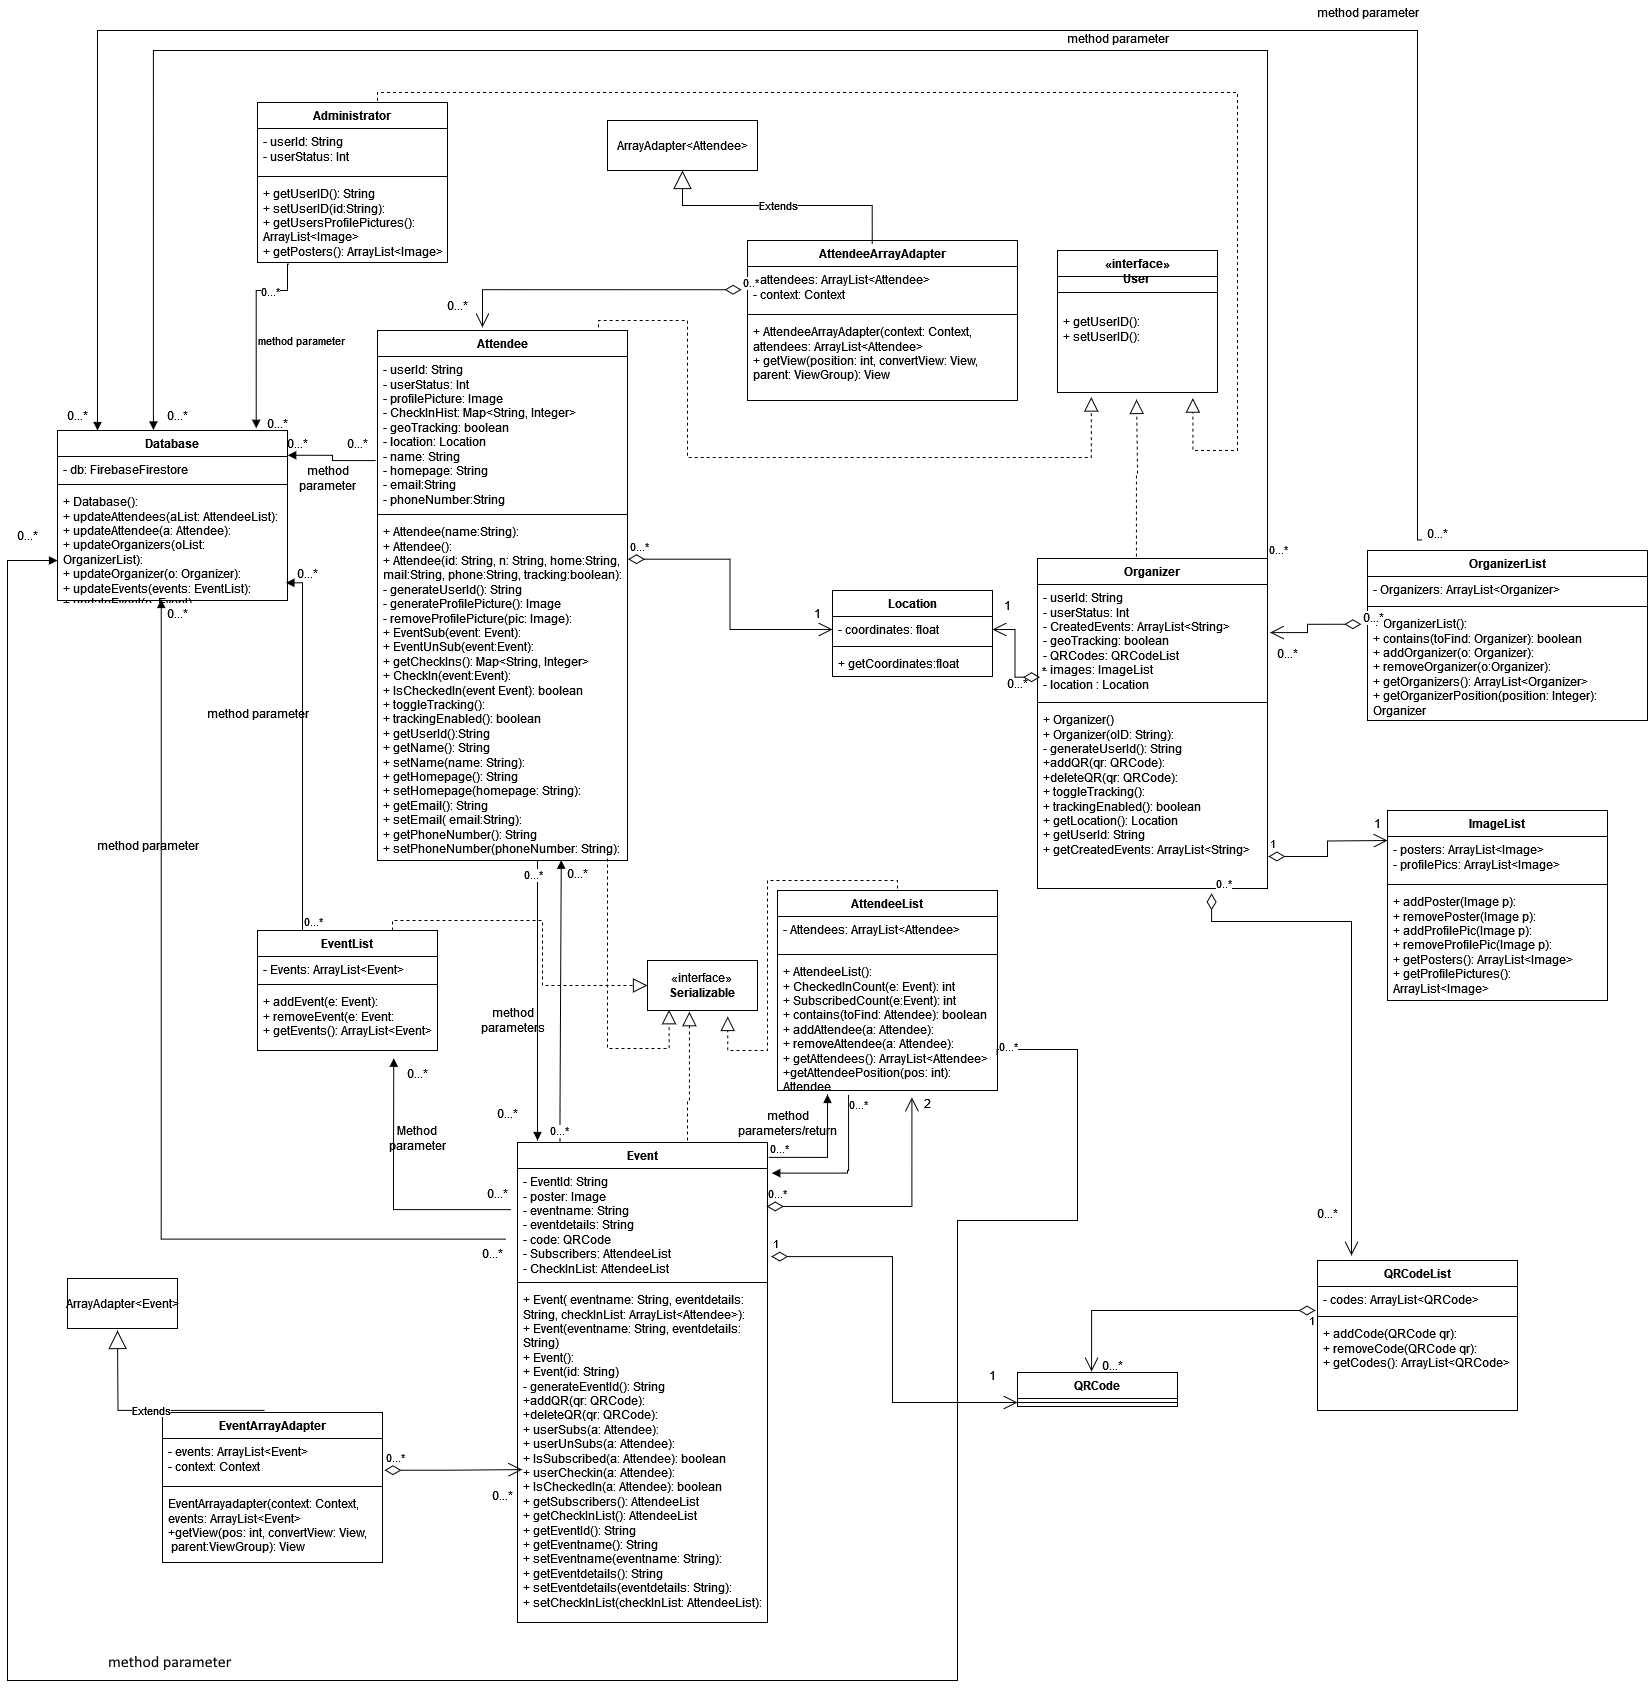 method parameter
method parameter
Administrator
- userId: String
- userStatus: Int
+ getUserID(): String
+ setUserID(id:String):
+ getUsersProfilePictures():
ArrayList<Image>
+ getPosters(): ArrayList<Image>
0...*
method parameter
ArrayAdapter<Attendee>
Extends
AttendeeArrayAdapter
attendees: ArrayList<Attendee>
- context: Context
+ AttendeeArrayAdapter(context: Context,
attendees: ArrayList<Attendee>
+ getView(position: int, convertView: View,
parent: ViewGroup): View
0..*
0...*
«interface»
User
+ getUserID():
+ setUserID():
Attendee
- userId: String
- userStatus: Int
- profilePicture: Image
- CheckInHist: Map<String, Integer>
- geoTracking: boolean
- location: Location
- name: String
- homepage: String
- email:String
- phoneNumber:String
+ Attendee(name:String):
+ Attendee():
+ Attendee(id: String, n: String, home:String,
mail:String, phone:String, tracking:boolean):
- generateUserId(): String
- generateProfilePicture(): Image
- removeProfilePicture(pic: Image):
+ EventSub(event: Event):
+ EventUnSub(event:Event):
+ getCheckIns(): Map<String, Integer>
+ CheckIn(event:Event):
+ IsCheckedIn(event Event): boolean
+ toggleTracking():
+ trackingEnabled(): boolean
+ getUserId():String
+ getName(): String
+ setName(name: String):
+ getHomepage(): String
+ setHomepage(homepage: String):
+ getEmail(): String
+ setEmail( email:String):
+ getPhoneNumber(): String
+ setPhoneNumber(phoneNumber: String):
0...*
0...*
0...*
0...*
0...*
method
parameter
Database
- db: FirebaseFirestore
+ Database():
+ updateAttendees(aList: AttendeeList):
+ updateAttendee(a: Attendee):
+ updateOrganizers(oList:
OrganizerList):
+ updateOrganizer(o: Organizer):
+ updateEvents(events: EventList):
+ updateEvent(e: Event)
0...*
0...*
0...*
method parameter
method parameter
0...*
1
Location
- coordinates: float
+ getCoordinates:float
1
0...*
0...*
Organizer
- userId: String
- userStatus: Int
- CreatedEvents: ArrayList<String>
- geoTracking: boolean
- QRCodes: QRCodeList
- images: ImageList
- location : Location
+ Organizer()
+ Organizer(oID: String):
- generateUserId(): String
+addQR(qr: QRCode):
+deleteQR(qr: QRCode):
+ toggleTracking():
+ trackingEnabled(): boolean
+ getLocation(): Location
+ getUserId: String
+ getCreatedEvents: ArrayList<String>
0...*
OrganizerList
- Organizers: ArrayList<Organizer>
OrganizerList():
+ contains(toFind: Organizer): boolean
+ addOrganizer(o: Organizer):
+ removeOrganizer(o:Organizer):
+ getOrganizers(): ArrayList<Organizer>
+ getOrganizerPosition(position: Integer):
Organizer
0...*
0...*
1
1
0..*
ImageList
- posters: ArrayList<Image>
- profilePics: ArrayList<Image>
+ addPoster(Image p):
+ removePoster(Image p):
+ addProfilePic(Image p):
+ removeProfilePic(Image p):
+ getPosters(): ArrayList<Image>
+ getProfilePictures():
ArrayList<Image>
0...*
EventList
- Events: ArrayList<Event>
+ addEvent(e: Event):
+ removeEvent(e: Event:
+ getEvents(): ArrayList<Event>
0...*
Method
parameter
0...*
0...*
0...*
0...*
method
parameters
0...*
0...*
«interface»
Serializable
AttendeeList
- Attendees: ArrayList<Attendee>
+ AttendeeList():
+ CheckedInCount(e: Event): int
+ SubscribedCount(e:Event): int
+ contains(toFind: Attendee): boolean
+ addAttendee(a: Attendee):
+ removeAttendee(a: Attendee):
+ getAttendees(): ArrayList<Attendee>
+getAttendeePosition(pos: int):
Attendee
0...*
0...*
2
method
parameters/return
0...*
0...*
1
Event
- EventId: String
- poster: Image
- eventname: String
- eventdetails: String
- code: QRCode
- Subscribers: AttendeeList
- CheckInList: AttendeeList
+ Event( eventname: String, eventdetails:
String, checkInList: ArrayList<Attendee>):
+ Event(eventname: String, eventdetails:
String)
+ Event():
+ Event(id: String)
- generateEventId(): String
+addQR(qr: QRCode):
+deleteQR(qr: QRCode):
+ userSubs(a: Attendee):
+ userUnSubs(a: Attendee):
+ IsSubscribed(a: Attendee): boolean
+ userCheckin(a: Attendee):
+ IsCheckedIn(a: Attendee): boolean
+ getSubscribers(): AttendeeList
+ getCheckInList(): AttendeeList
+ getEventId(): String
+ getEventname(): String
+ setEventname(eventname: String):
+ getEventdetails(): String
+ setEventdetails(eventdetails: String):
+ setCheckInList(checkInList: AttendeeList):
0...*
QRCodeList
- codes: ArrayList<QRCode>
+ addCode(QRCode qr):
+ removeCode(QRCode qr):
+ getCodes(): ArrayList<QRCode>
1
0...*
1
QRCode
ArrayAdapter<Event>
Extends
EventArrayAdapter
- events: ArrayList<Event>
- context: Context
EventArrayadapter(context: Context,
events: ArrayList<Event>
+getView(pos: int, convertView: View,
parent:ViewGroup): View
0...*
0...*
method parameter